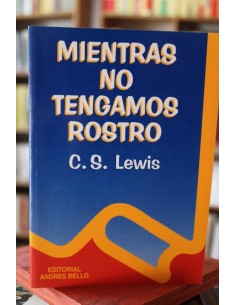 MIENTRAS
NO
TENGAMOS
ROSTRO
C. S. Lewis
EDITORIAL
ANDRES BELLO